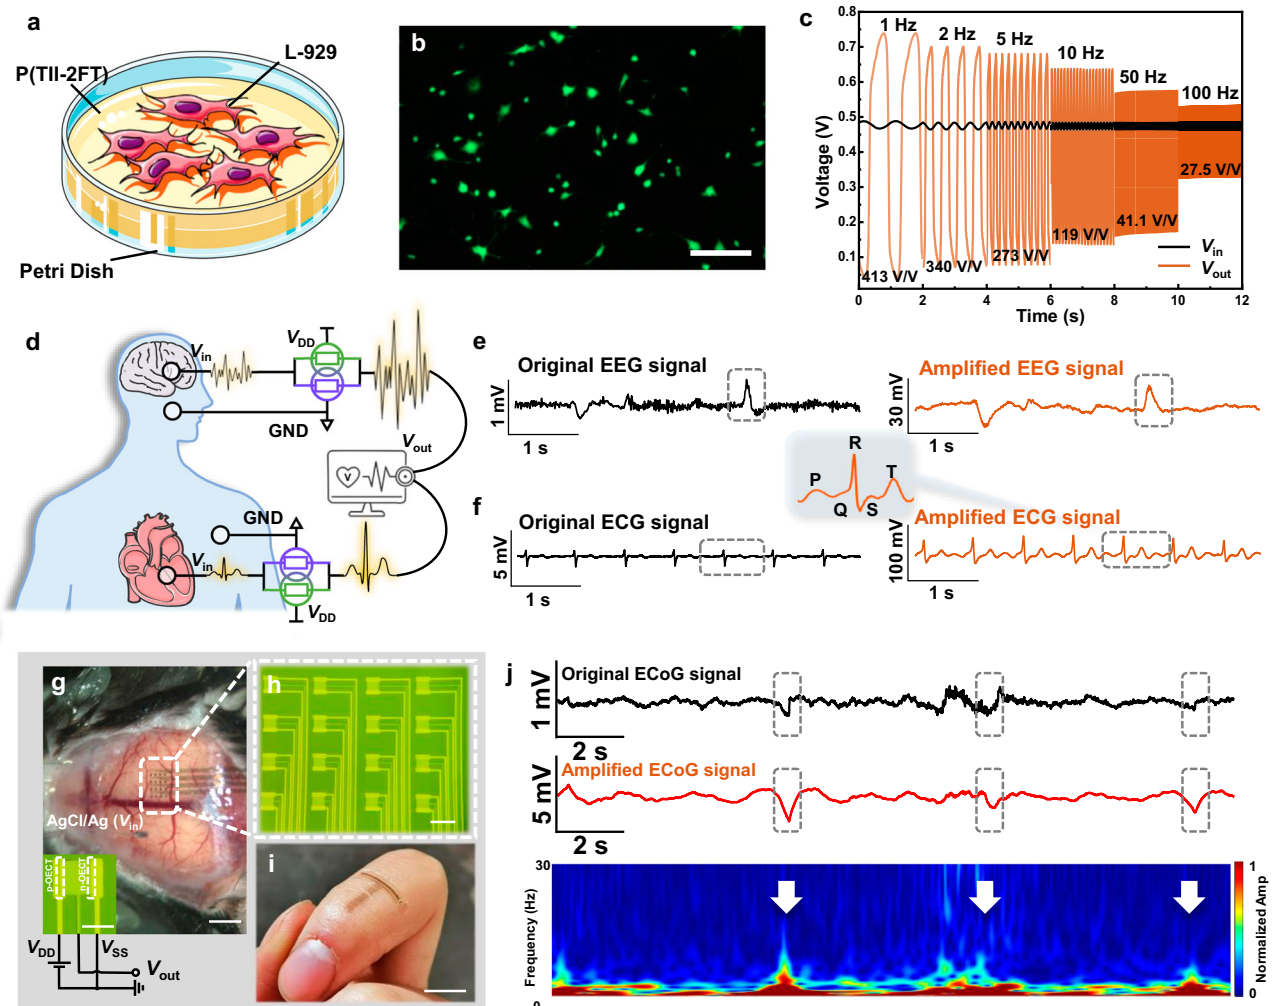 a
L-929
P(TII-2FT)
Petri Dish
b
c
0.8
0.7
0.6
0.5
0.4
0.3
0.2
0.1
Voltage (V)
1 Hz
2 Hz
5 Hz
10 Hz
50 Hz
100 Hz
413 V/V
340 V/V
273 V/V
119 V/V
41.1 V/V
27.5 V/V
Vin
Vout
0 2 4 6 8 10 12
Time (s)
d
Vin
VDD
GND
Vout
GND
Vin
VDD
e
Original EEG signal
1 mV
1 s
Amplified EEG signal
30 mV
1 s
P
Q
R
S
T
f
Original ECG signal
5 mV
1 s
Amplified ECG signal
100 mV
1 s
g
AgCl/Ag (Vin)
p-OECT
n-OECT
VDD
VSS
Vout
h
i
j
Original ECoG signal
1 mV
2 s
Amplified ECoG signal
5 mV
2 s
30
0
Frequency (Hz)
1
0
Normalized Amp